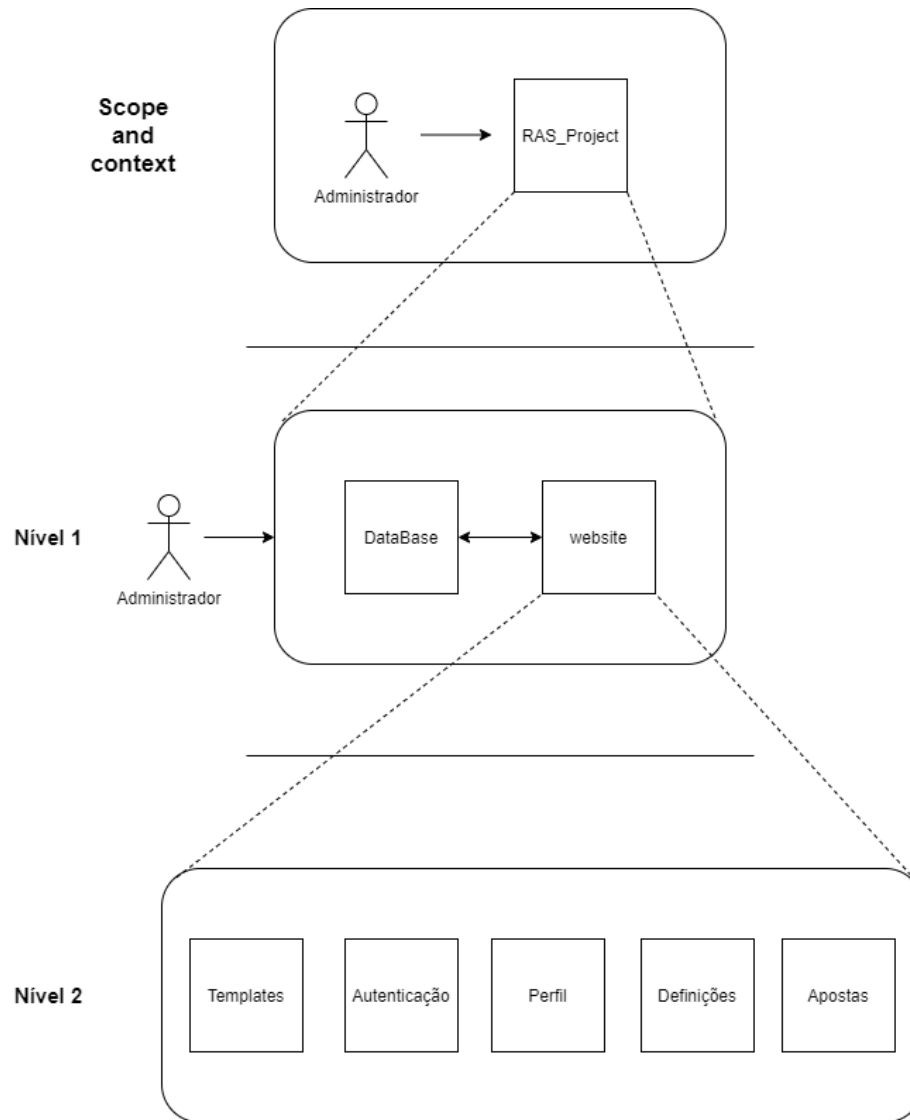 Scope
and
context
RAS_Project
Administrador
Nível 1
DataBase
website
Administrador
Nível 2
Templates
Autenticação
Perfil
Definições
Apostas